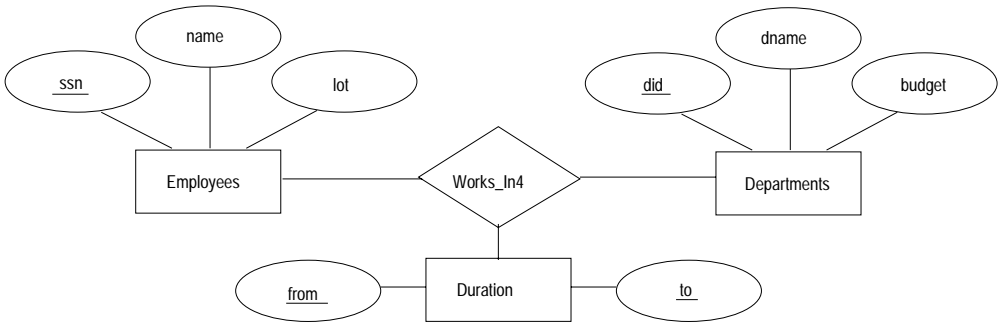 name
dname
ssn
lot
did
budget
Employees
Works_In4
Departments
from
Duration
to